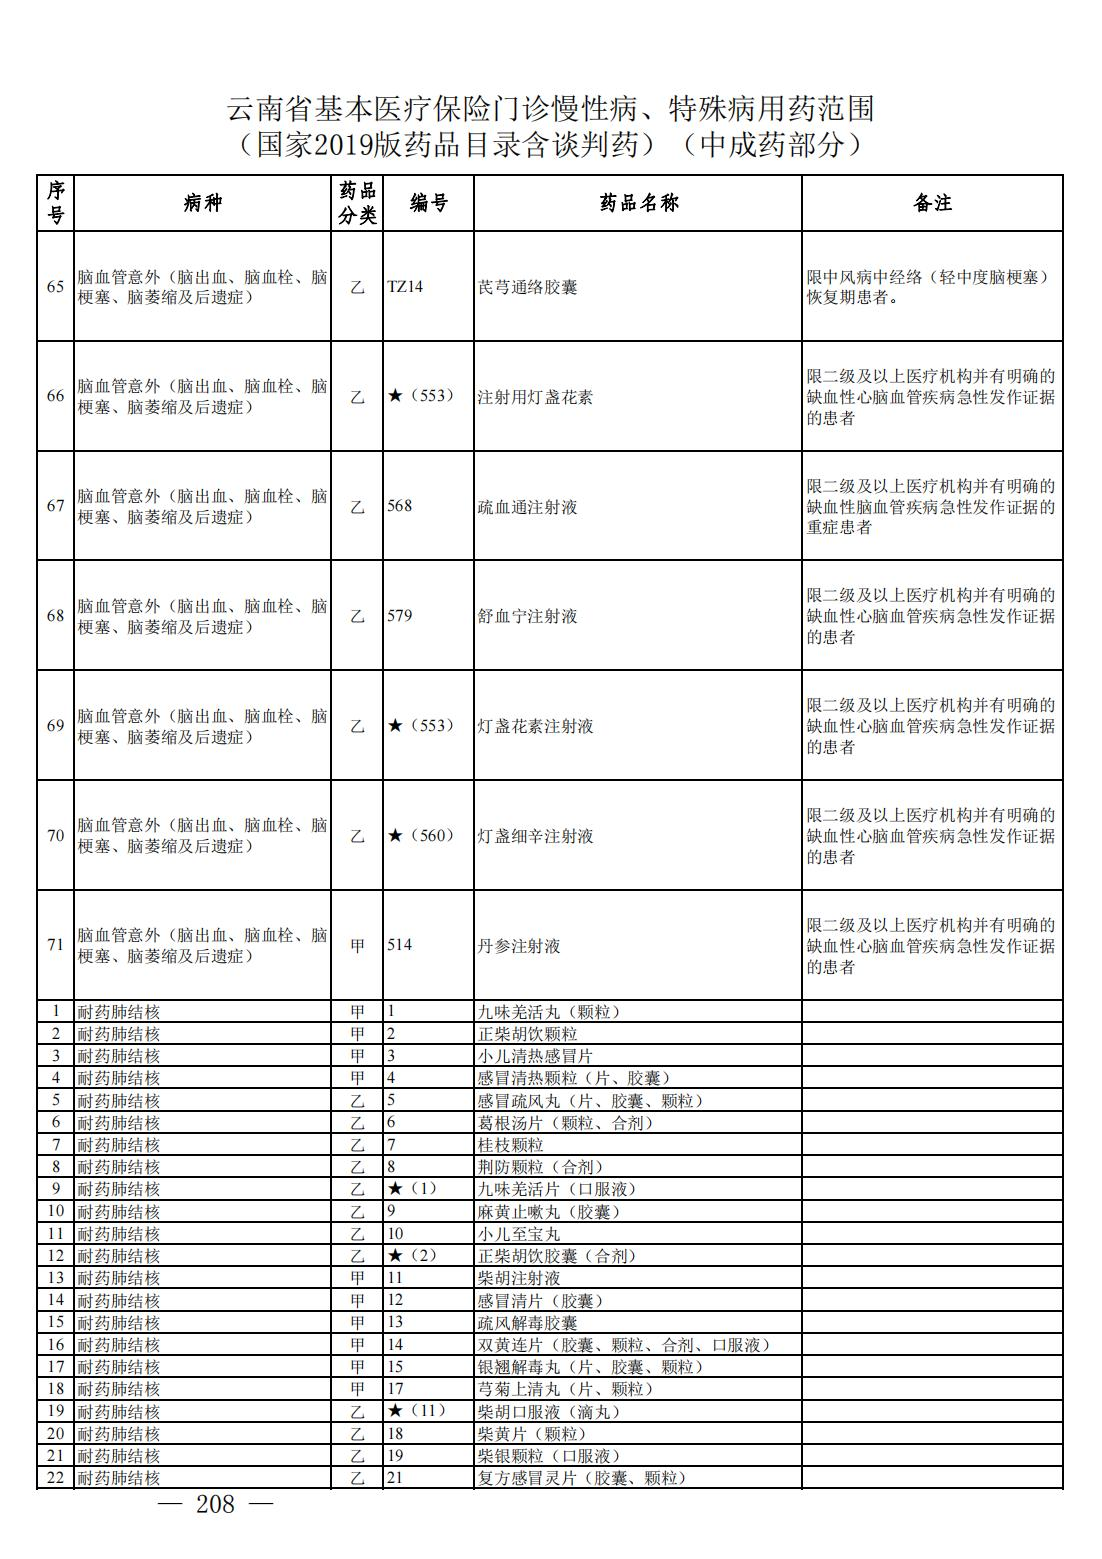 云南省基本医疗保险门诊慢性病、特殊病用药范围
（国家2019版药品目录含谈判药）（中成药部分）
序号 病种 药品分类 编号 药品名称 备注
65 脑血管意外（脑出血、脑血栓、脑梗塞、脑萎缩及后遗症） 乙 TZ14 芪芎通络胶囊 限中风病中经络（轻中度脑梗塞）恢复期患者。
66 脑血管意外（脑出血、脑血栓、脑梗塞、脑萎缩及后遗症） 乙 ★（553） 注射用灯盏花素 限二级及以上医疗机构并有明确的缺血性心脑血管疾病急性发作证据的患者
67 脑血管意外（脑出血、脑血栓、脑梗塞、脑萎缩及后遗症） 乙 568 疏血通注射液 限二级及以上医疗机构并有明确的缺血性脑血管疾病急性发作证据的重症患者
68 脑血管意外（脑出血、脑血栓、脑梗塞、脑萎缩及后遗症） 乙 579 舒血宁注射液 限二级及以上医疗机构并有明确的缺血性心脑血管疾病急性发作证据的患者
69 脑血管意外（脑出血、脑血栓、脑梗塞、脑萎缩及后遗症） 乙 ★（553） 灯盏花素注射液 限二级及以上医疗机构并有明确的缺血性心脑血管疾病急性发作证据的患者
70 脑血管意外（脑出血、脑血栓、脑梗塞、脑萎缩及后遗症） 乙 ★（560） 灯盏细辛注射液 限二级及以上医疗机构并有明确的缺血性心脑血管疾病急性发作证据的患者
71 脑血管意外（脑出血、脑血栓、脑梗塞、脑萎缩及后遗症） 甲 514 丹参注射液 限二级及以上医疗机构并有明确的缺血性心脑血管疾病急性发作证据的患者
1 耐药肺结核 甲 1 九味羌活丸（颗粒）
2 耐药肺结核 甲 2 正柴胡饮颗粒
3 耐药肺结核 甲 3 小儿清热感冒片
4 耐药肺结核 甲 4 感冒清热颗粒（片、胶囊）
5 耐药肺结核 乙 5 感冒疏风丸（片、胶囊、颗粒）
6 耐药肺结核 乙 6 葛根汤片（颗粒、合剂）
7 耐药肺结核 乙 7 桂枝颗粒
8 耐药肺结核 乙 8 荆防颗粒（合剂）
9 耐药肺结核 乙 ★（1） 九味羌活片（口服液）
10 耐药肺结核 乙 9 麻黄止嗽丸（胶囊）
11 耐药肺结核 乙 10 小儿至宝丸
12 耐药肺结核 乙 ★（2） 正柴胡饮胶囊（合剂）
13 耐药肺结核 甲 11 柴胡注射液
14 耐药肺结核 甲 12 感冒清片（胶囊）
15 耐药肺结核 甲 13 疏风解毒胶囊
16 耐药肺结核 甲 14 双黄连片（胶囊、颗粒、合剂、口服液）
17 耐药肺结核 甲 15 银翘解毒丸（片、胶囊、颗粒）
18 耐药肺结核 甲 17 芎菊上清丸（片、颗粒）
19 耐药肺结核 乙 ★（11） 柴胡口服液（滴丸）
20 耐药肺结核 乙 18 柴黄片（颗粒）
21 耐药肺结核 乙 19 柴银颗粒（口服液）
22 耐药肺结核 乙 21 复方感冒灵片（胶囊、颗粒）
— 208 —